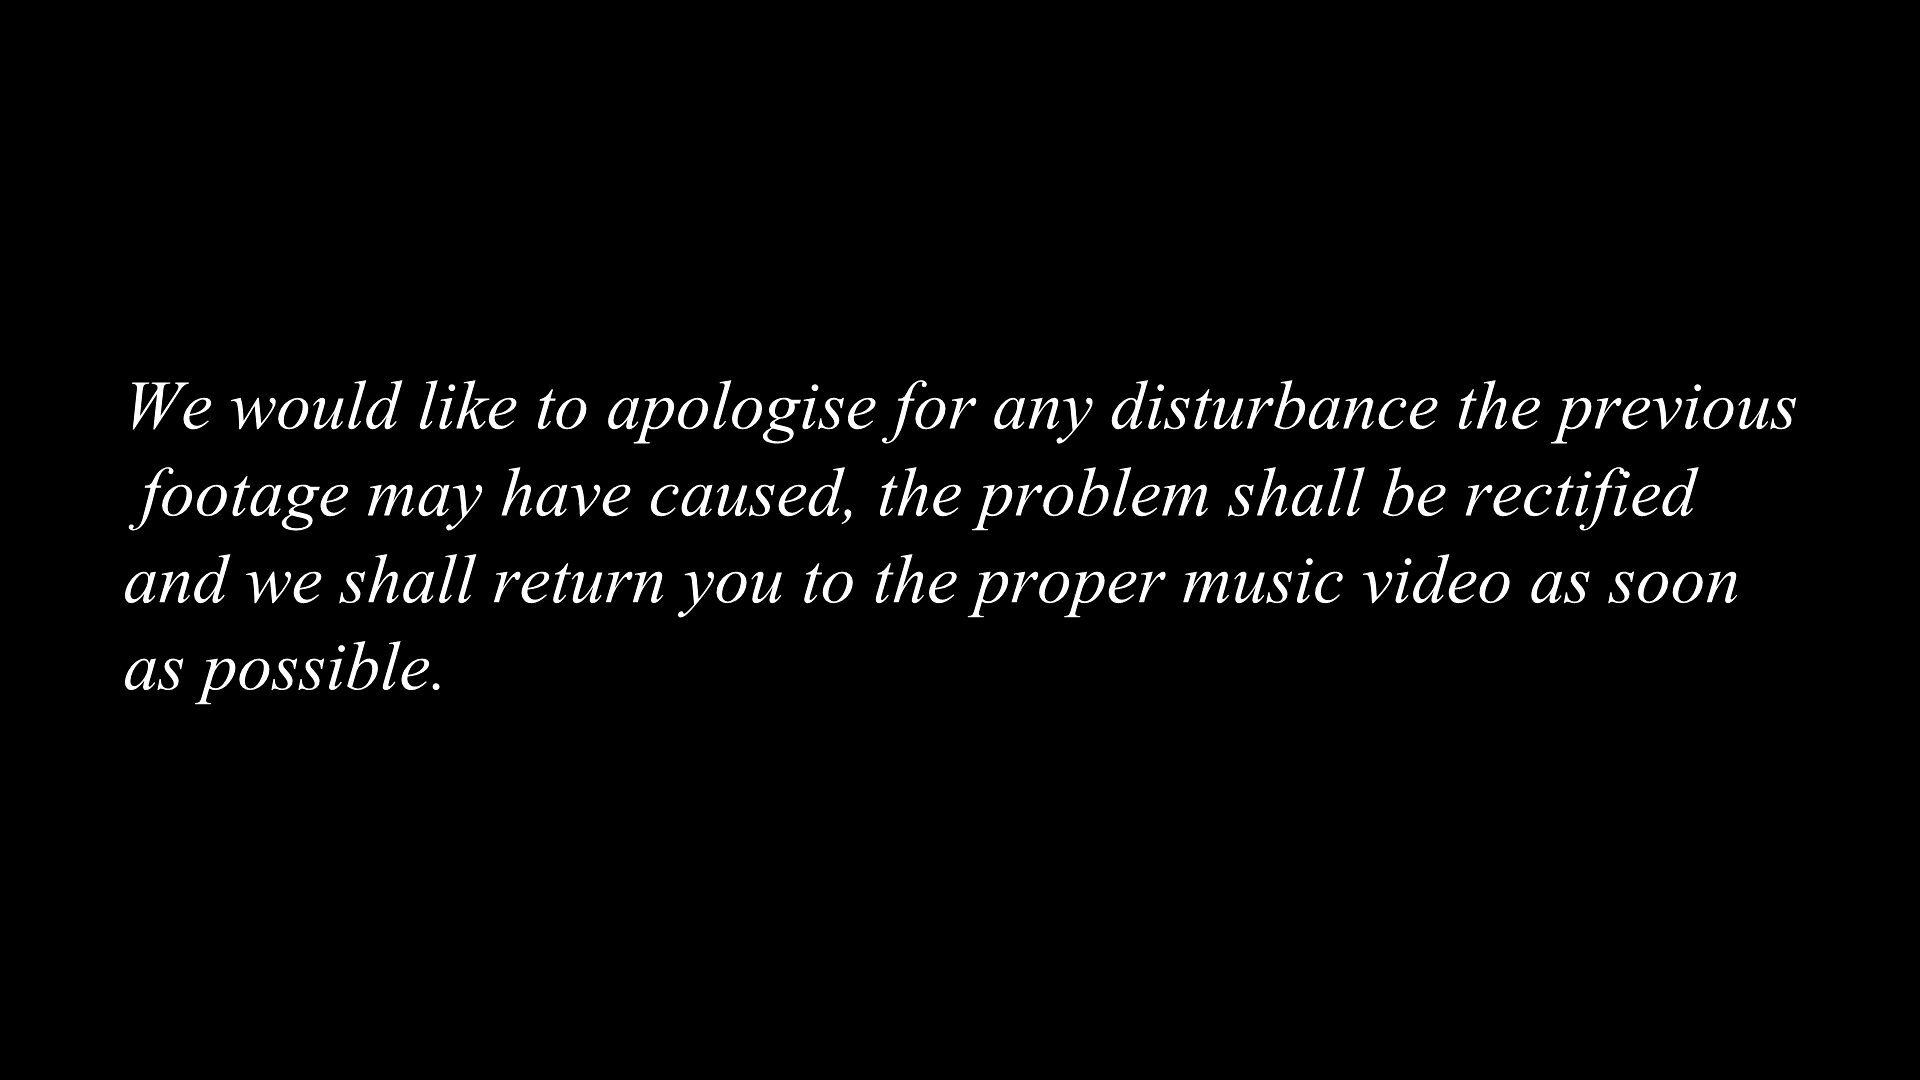 We would like to apologise for any disturbance the previous
footage may have caused, the problem shall be rectified
and we shall return you to the proper music video as soon
as possible.